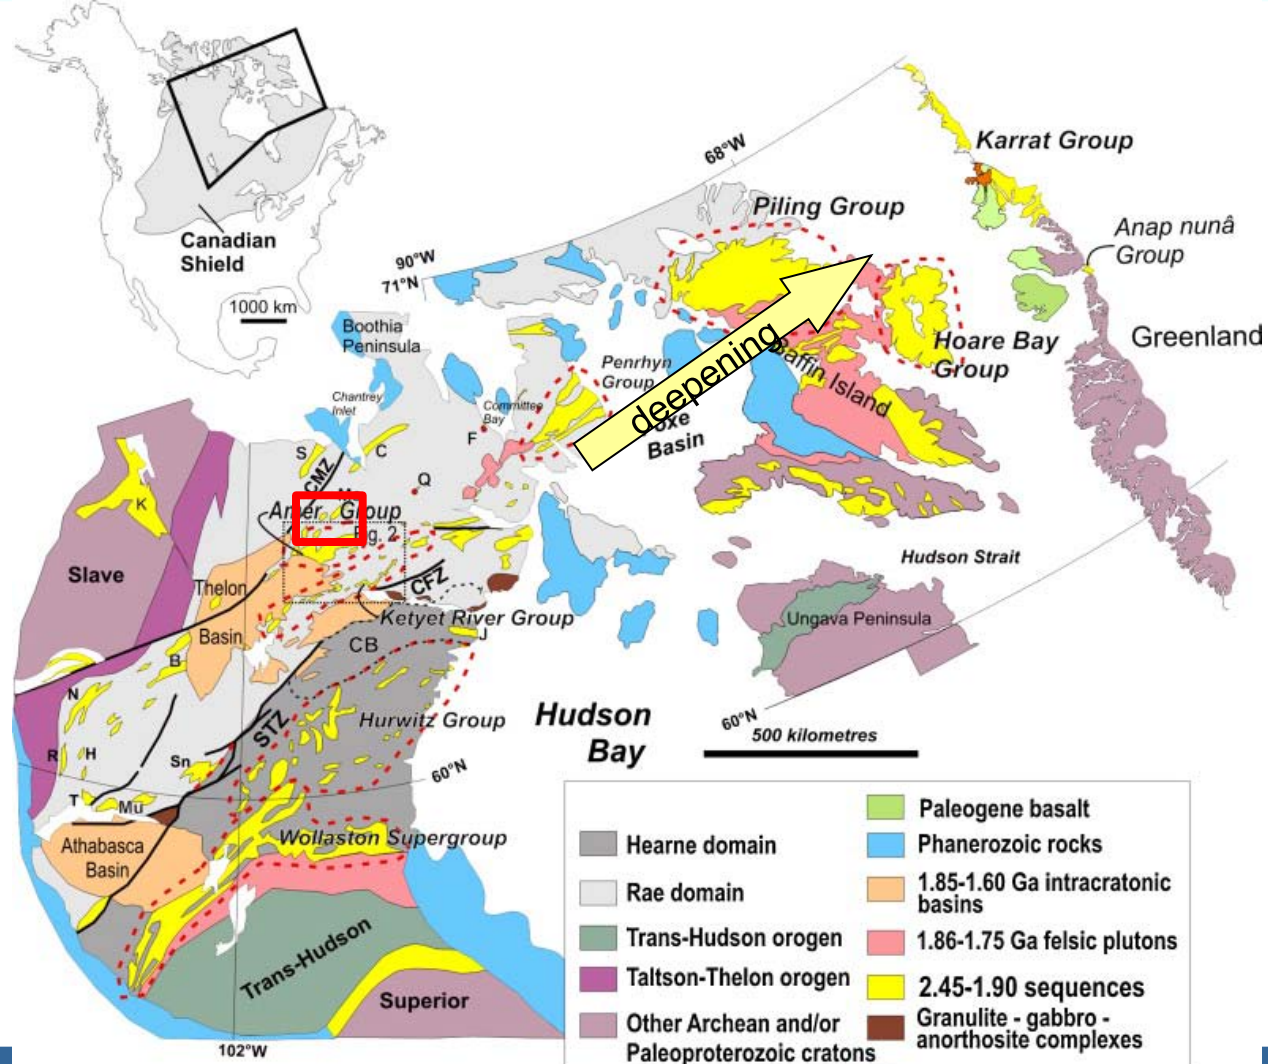 Canadian
Shield
1000 km
68°W
90°W
71°N
Karrat Group
Piling Group
Anap nunâ
Group
Greenland
Boothia
Peninsula
Hoare Bay
Group
Penrhyn
Group
deepening
Baffin Island
Chantrey
Inlet
Committee
Bay
Basin
F
S
C
CMZ
Q
K
Amer Group
Fig. 2
Slave
Thelon
Basin
CFZ
Hudson Strait
Ketyet River Group
Ungava Peninsula
J
CB
B
N
Hurwitz Group
Hudson
Bay
60°N
500 kilometres
STZ
R
H
Sn
60°N
T
Mu
Wollaston Supergroup
Athabasca
Basin
Trans-Hudson
Superior
102°W
Hearne domain
Rae domain
Trans-Hudson orogen
Taltson-Thelon orogen
Other Archean and/or
Paleoproterozoic cratons
Paleogene basalt
Phanerozoic rocks
1.85-1.60 Ga intracratonic
basins
1.86-1.75 Ga felsic plutons
2.45-1.90 sequences
Granulite - gabbro -
anorthosite complexes